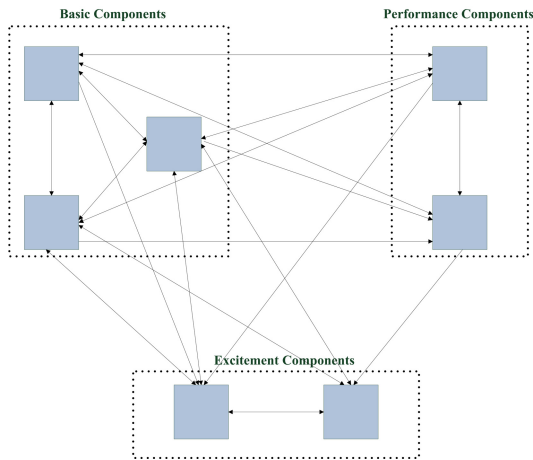 Basic Components
Performance Components
Excitement Components